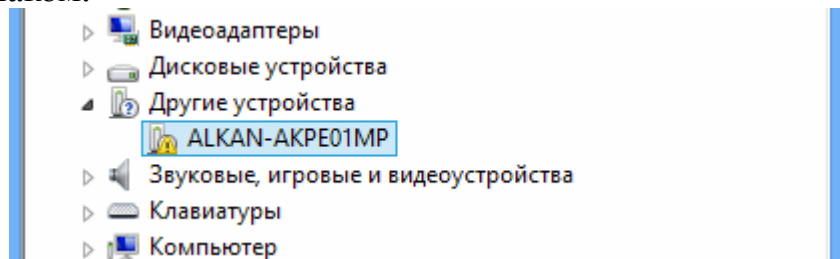 Видеоадаптеры
Дисковые устройства
Другие устройства
ALKAN-AKPE01MP
Звуковые, игровые и видеоустройства
Клавиатуры
Компьютер